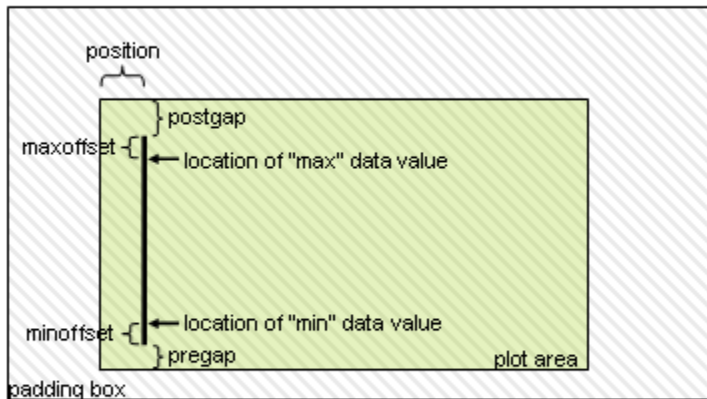 position
postgap
maxoffset
location of "max" data value
location of "min" data value
minoffset
pregap
plot area
padding box